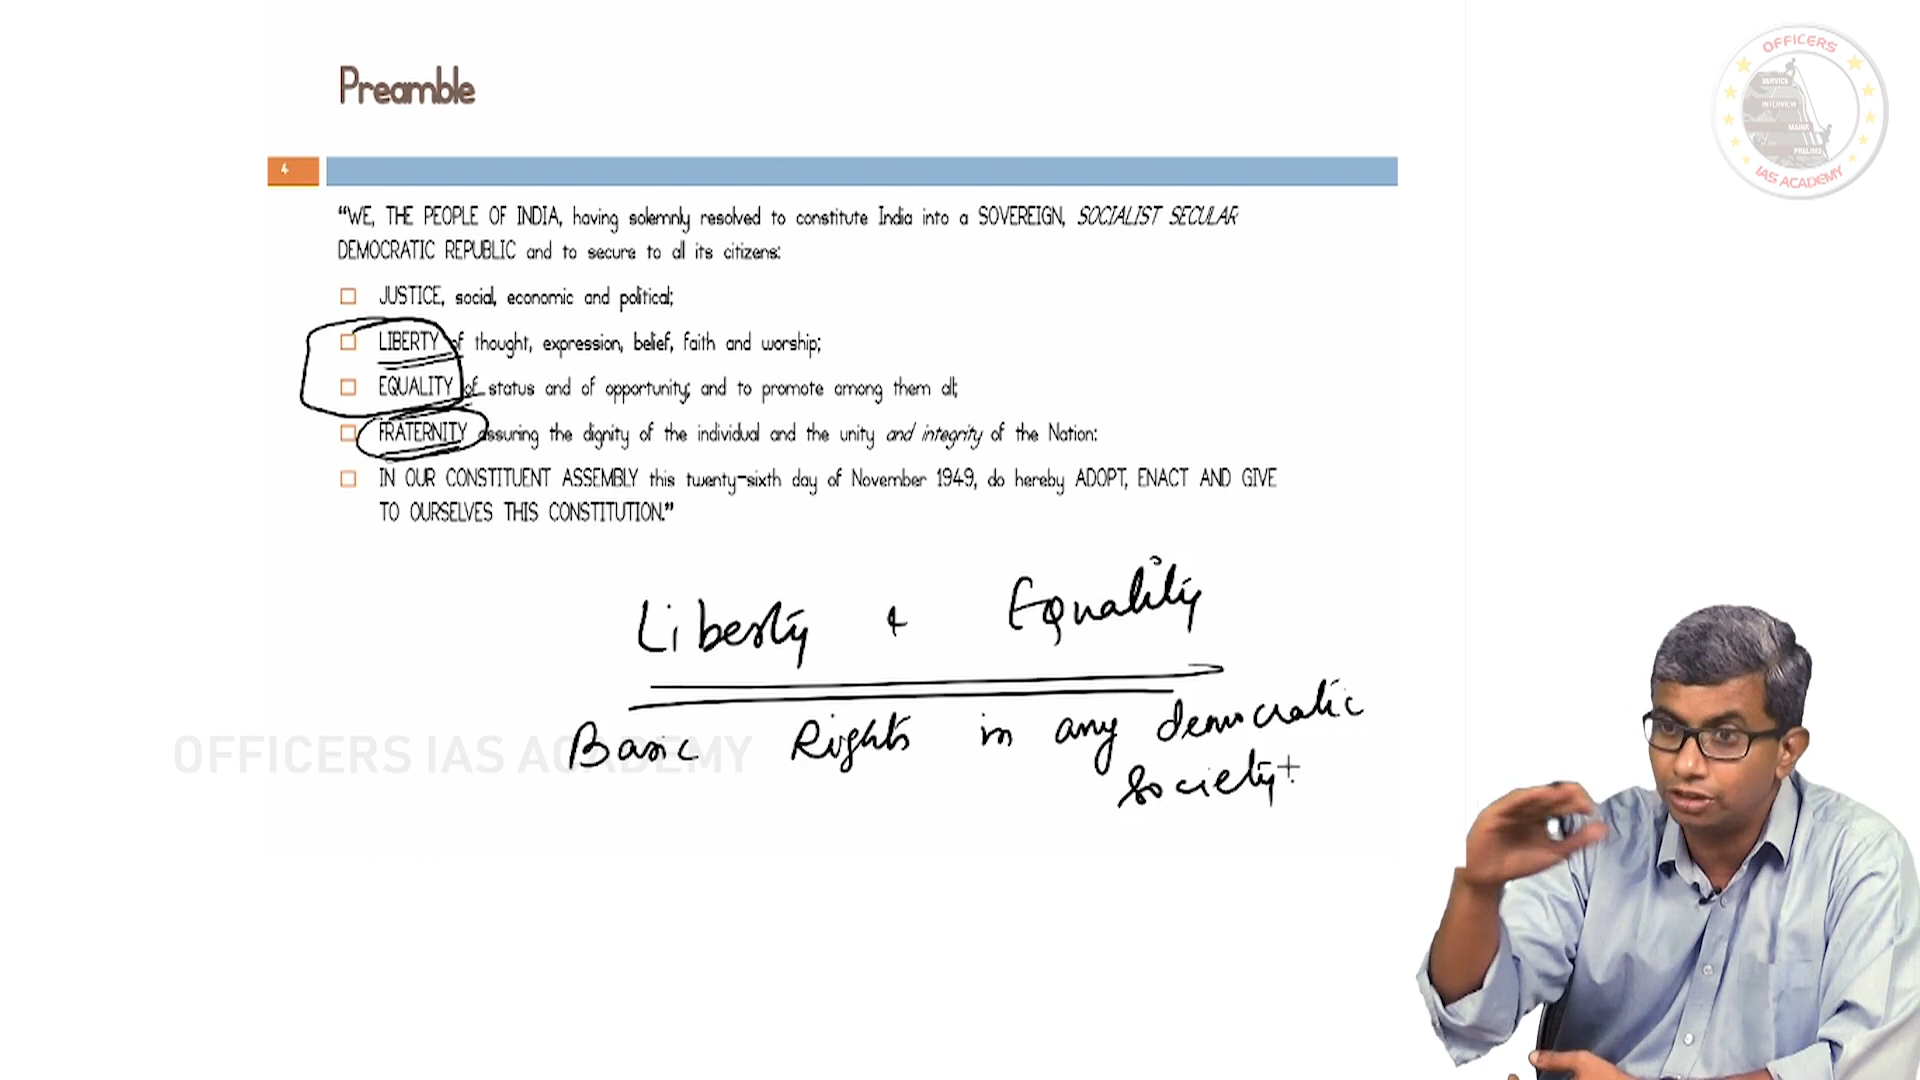 OFFICERS
SERVICE
INTERVIEW
MAINS
PRELIMS
IAS ACADEMY
Preamble
4
“WE, THE PEOPLE OF INDIA, having solemnly resolved to constitute India into a SOVEREIGN, SOCIALIST SECULAR
DEMOCRATIC REPUBLIC and to secure to all its citizens:
JUSTICE, social, economic and political;
LIBERTY of thought, expression, belief, faith and worship;
EQUALITY of status and of opportunity; and to promote among them all;
FRATERNITY assuring the dignity of the individual and the unity and integrity of the Nation:
IN OUR CONSTITUENT ASSEMBLY this twenty-sixth day of November 1949, do hereby ADOPT, ENACT AND GIVE
TO OURSELVES THIS CONSTITUTION.”
Liberty & Equality
Basic Rights in any democratic
society
OFFICERS IAS ACADEMY